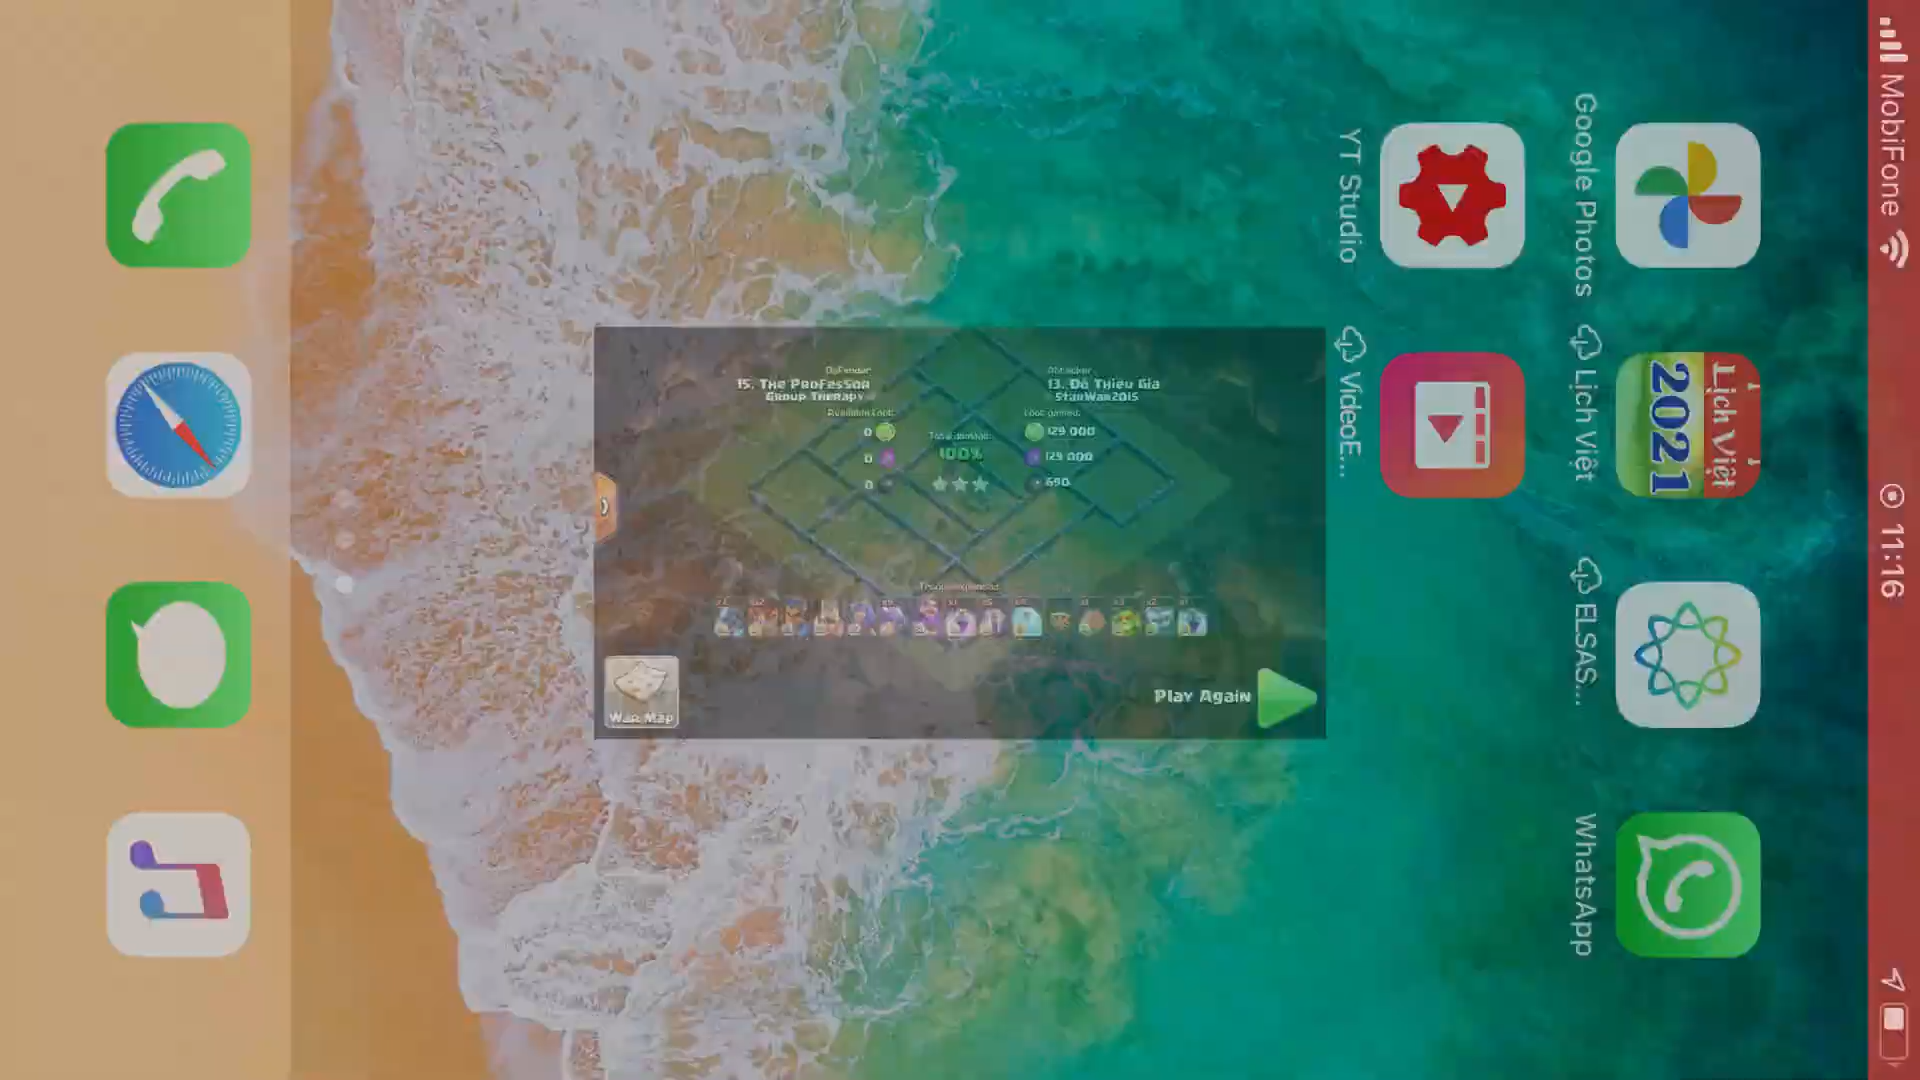 MobiFone
11:16
Google Photos
Lịch Việt
ELSAS...
WhatsApp
Lịch Việt
2021
YT Studio
VideoE...
Defender:
15. The Professor
Group Therapy
Available Loot:
0
0
0
Total damage:
100%
Attacker
13. Độ Thiếu Gia
StarWar2015
Loot gained:
129 000
129 000
690
Troops expended:
War Map
Play Again